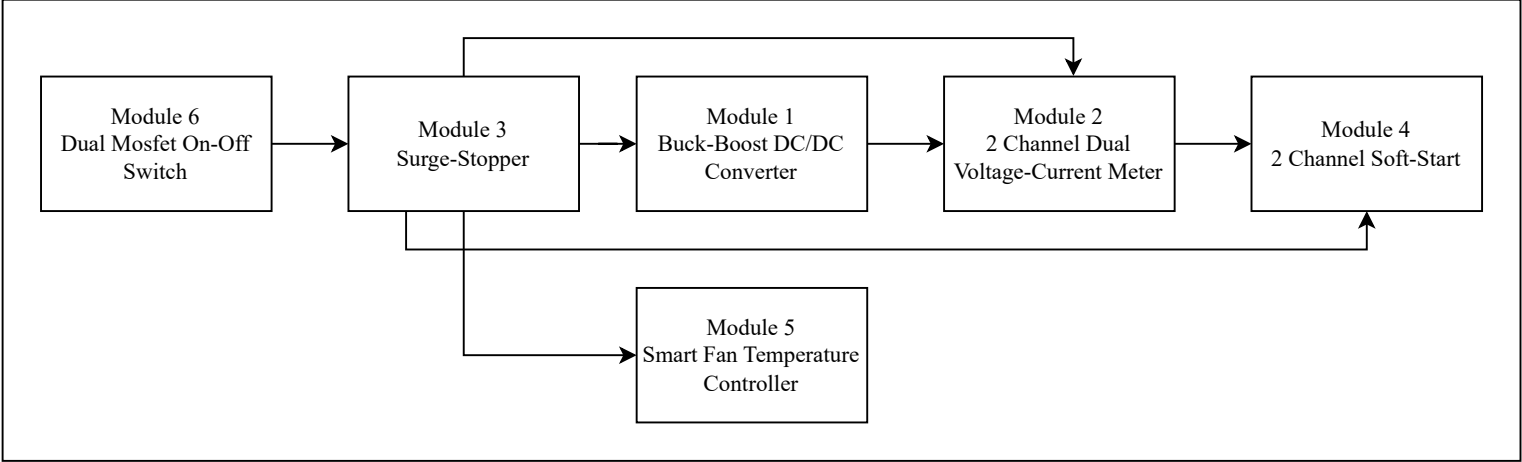 Module 6
Dual Mosfet On-Off
Switch
Module 3
Surge-Stopper
Module 1
Buck-Boost DC/DC
Converter
Module 2
2 Channel Dual
Voltage-Current Meter
Module 4
2 Channel Soft-Start
Module 5
Smart Fan Temperature
Controller